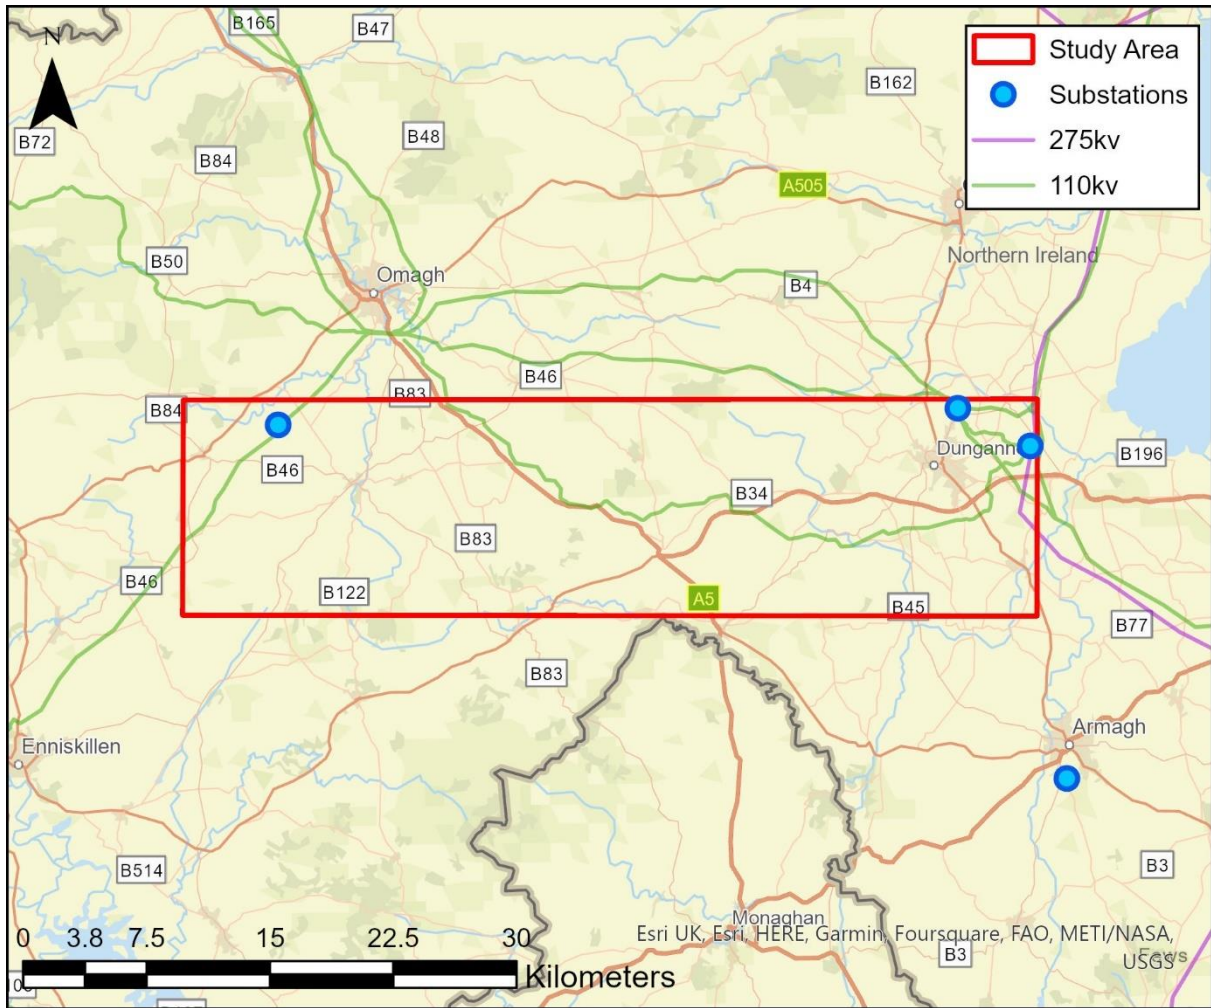 B165
B47
N
Study Area
Substations
275kv
110kv
B162
B72
B48
B84
A505
Northern Ireland
B50
Omagh
B4
B46
B83
B84
B46
Dungann
B196
B34
B83
B46
B122
A5
B45
B77
B83
Enniskillen
Armagh
B514
B3
Monaghan
Esri UK, Esri, HERE, Garmin, Foursquare, FAO, METI/NASA,
USGS
B3
Fews
0 3.8 7.5 15 22.5 30
Kilometers